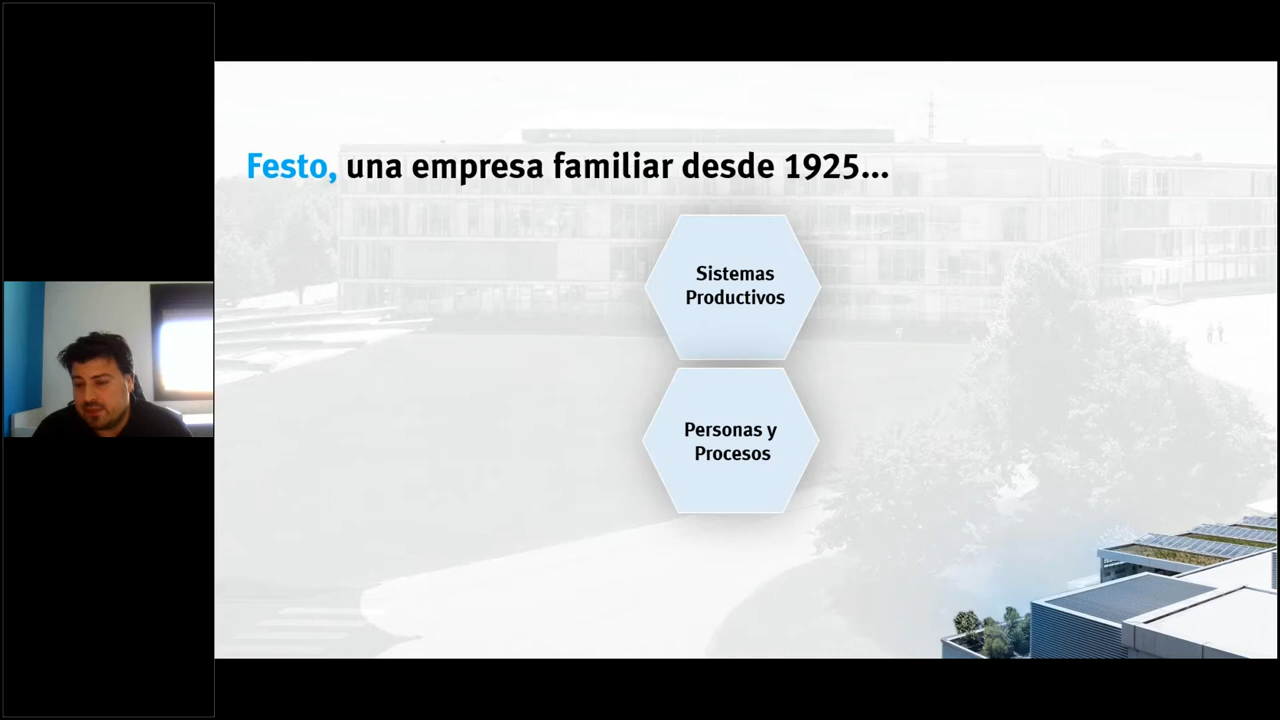 Festo, una empresa familiar desde 1925...
Sistemas
Productivos
Personas y
Procesos